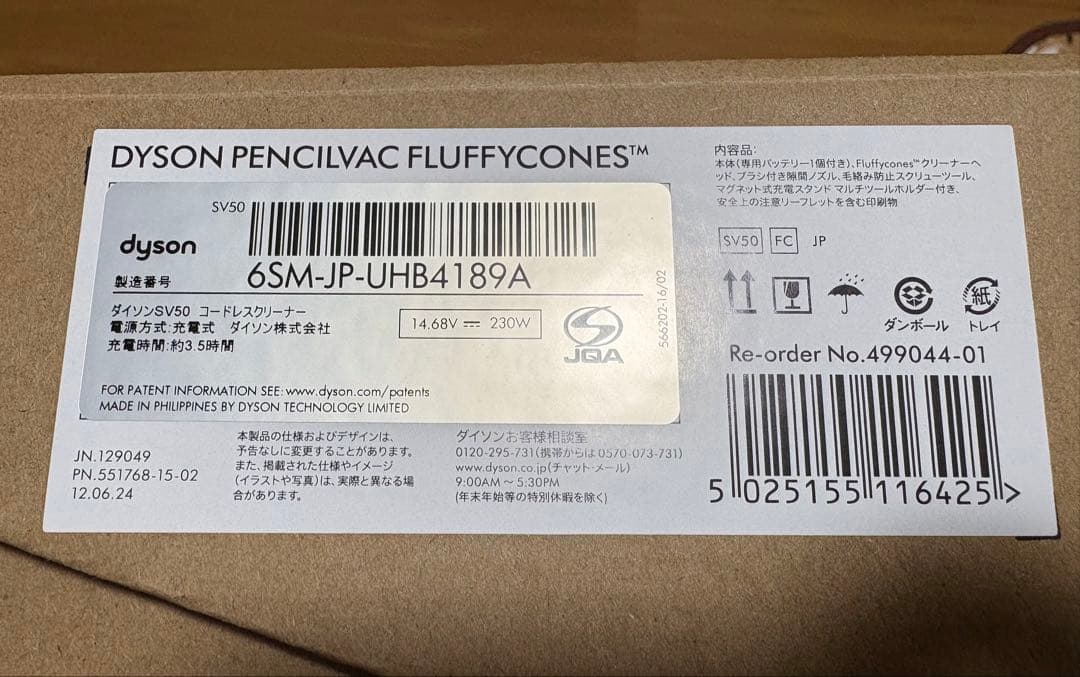 DYSON PENCILVAC FLUFFYCONES™
SV50
dyson
製造番号
6SM-JP-UHB4189A
ダイソンSV50 コードレスクリーナー
電源方式:充電式 ダイソン株式会社
充電時間:約3.5時間
14.68V ⎓ 230W
JQA
566202-16/02
FOR PATENT INFORMATION SEE: www.dyson.com/patents
MADE IN PHILIPPINES BY DYSON TECHNOLOGY LIMITED
JN.129049
PN.551768-15-02
12.06.24
本製品の仕様およびデザインは、
予告なしに変更することがあります。
また、掲載された仕様やイメージ
(イラストや写真)は、実際と異なる場
合があります。
ダイソンお客様相談室
0120-295-731(携帯からは 0570-073-731)
www.dyson.co.jp(チャット・メール)
9:00AM ~ 5:30PM
(年末年始等の特別休暇を除く)
内容品:
本体(専用バッテリー1個付き)、Fluffycones™クリーナーヘ
ッド、ブラシ付き隙間ノズル、毛絡み防止スクリューツール、
マグネット式充電スタンド マルチツールホルダー付き、
安全上の注意リーフレットを含む印刷物
SV50 FC JP
ダンボール
紙
トレイ
Re-order No.499044-01
5 025155 116425 >